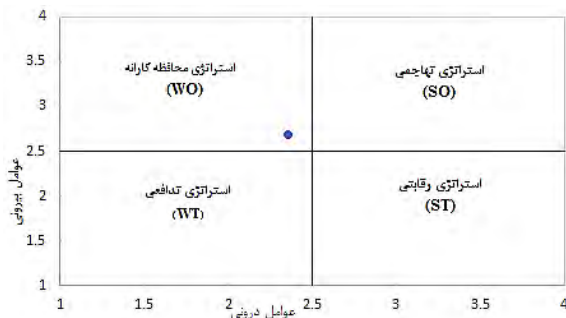 4
3.5
3
2.5
2
1.5
1
استراتژی محافظه کارانه
(WO)
استراتژی تهاجمی
(SO)
استراتژی تدافعی
(WT)
استراتژی رقابتی
(ST)
عوامل بیرونی
1
1.5
2
2.5
3
3.5
4
عوامل درونی